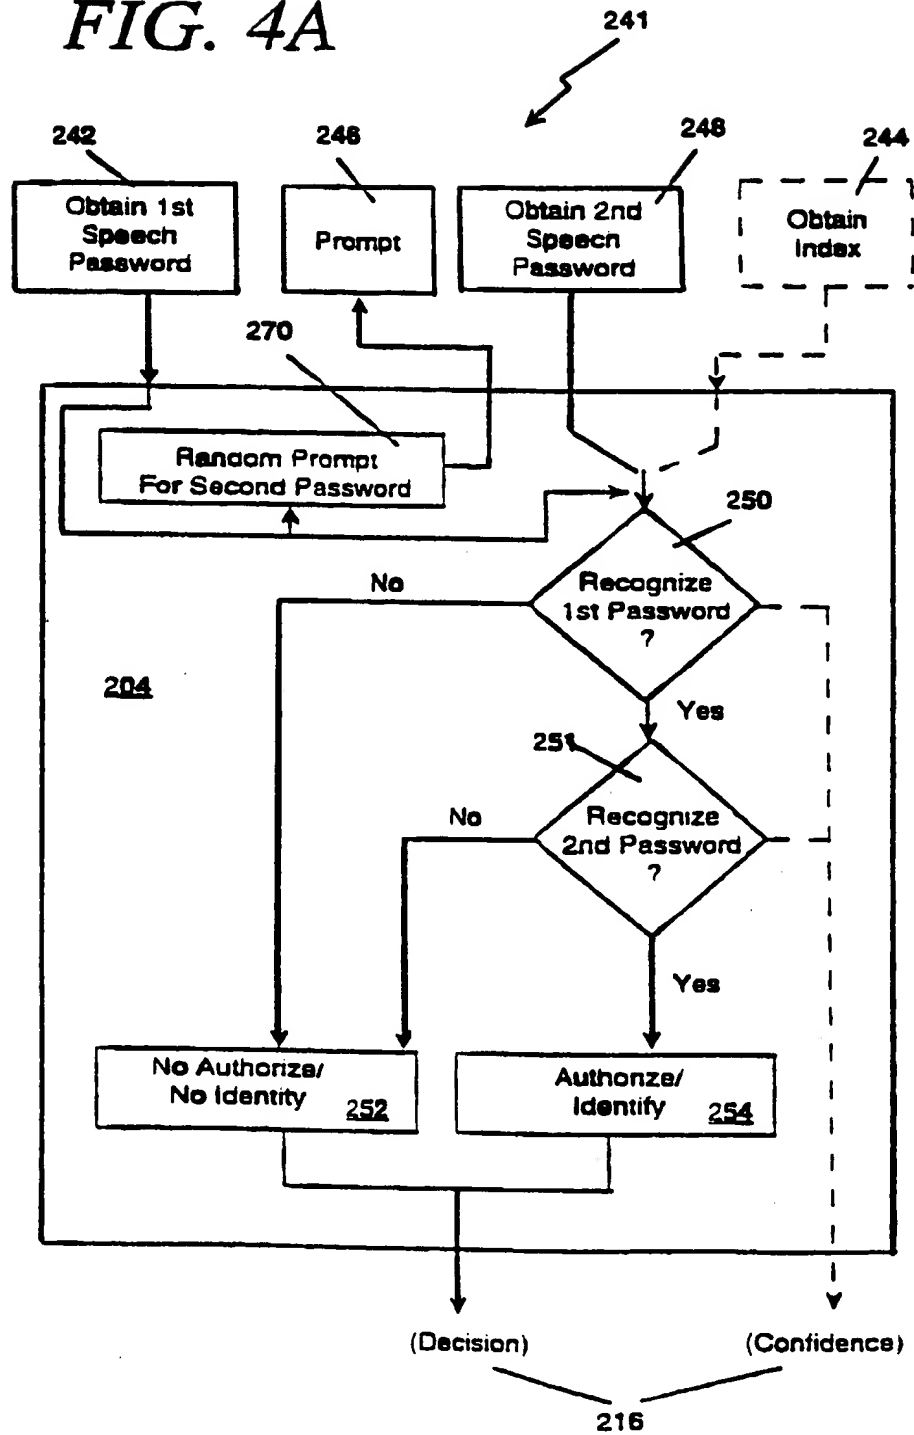 FIG. 4A
241
242
246
248
244
Obtain 1st
Speech
Password
Prompt
Obtain 2nd
Speech
Password
Obtain
Index
270
Random Prompt
For Second Password
250
No
Recognize
1st Password
?
204
Yes
251
No
Recognize
2nd Password
?
Yes
No Authorize/
No Identity
252
Authorize/
Identify
254
(Decision)
(Confidence)
216